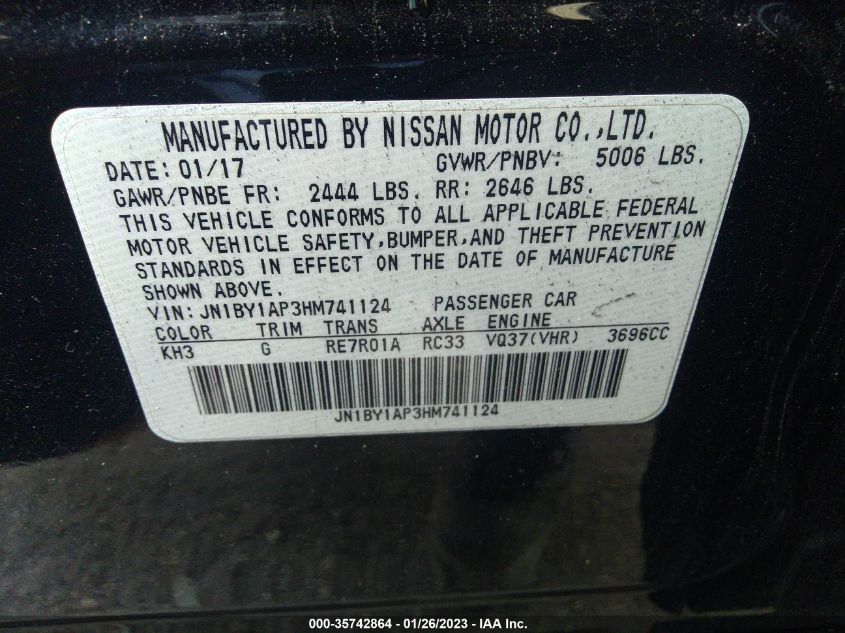 MANUFACTURED BY NISSAN MOTOR CO.,LTD.
DATE: 01/17 GVWR/PNBV: 5006 LBS.
GAWR/PNBE FR: 2444 LBS. RR: 2646 LBS.
THIS VEHICLE CONFORMS TO ALL APPLICABLE FEDERAL
MOTOR VEHICLE SAFETY,BUMPER,AND THEFT PREVENTION
STANDARDS IN EFFECT ON THE DATE OF MANUFACTURE
SHOWN ABOVE.
VIN: JN1BY1AP3HM741124 PASSENGER CAR
COLOR TRIM TRANS AXLE ENGINE
KH3 G RE7R01A RC33 VQ37(VHR) 3696CC
JN1BY1AP3HM741124
000-35742864 - 01/26/2023 - IAA Inc.